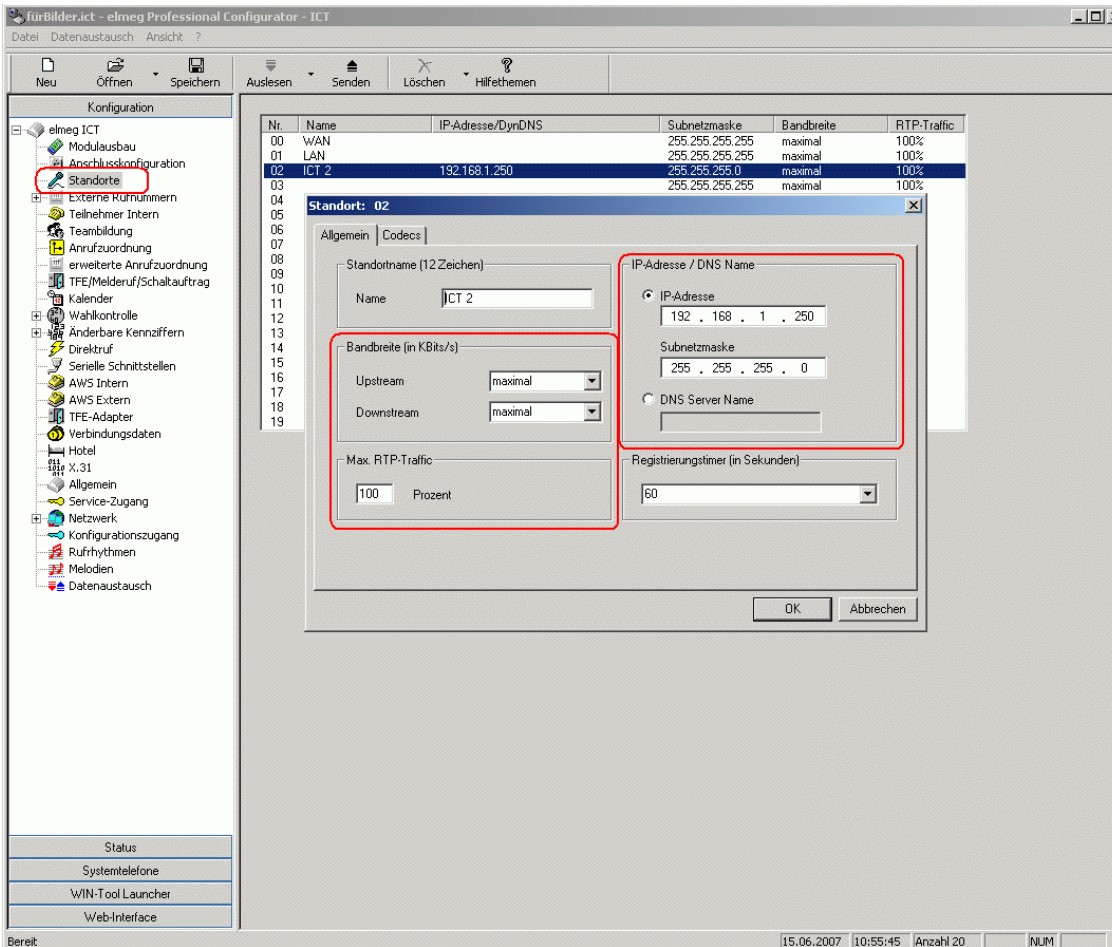 fürBilder.ict - elmeg Professional Configurator - ICT
Datei Datenaustausch Ansicht ?
Neu Öffnen Speichern Auslesen Senden Löschen Hilfethemen
Konfiguration
elmeg ICT
Modulausbau
Anschlusskonfiguration
Standorte
Externe Rufnummern
Teilnehmer Intern
Teambildung
Anrufzuordnung
erweiterte Anrufzuordnung
TFE/Melderuf/Schaltauftrag
Kalender
Wahlkontrolle
Änderbare Kennziffern
Direktruf
Serielle Schnittstellen
AWS Intern
AWS Extern
TFE-Adapter
Verbindungsdaten
Hotel
X.31
Allgemein
Service-Zugang
Netzwerk
Konfigurationszugang
Rufrhythmen
Melodien
Datenaustausch
Status
Systemtelefone
WIN-Tool Launcher
Web-Interface
Nr. Name IP-Adresse/DynDNS Subnetzmaske Bandbreite RTP-Traffic
00 WAN 255.255.255.255 maximal 100%
01 LAN 255.255.255.255 maximal 100%
02 ICT 2 192.168.1.250 255.255.255.0 maximal 100%
03 255.255.255.255 maximal 100%
04
05
06
07
08
09
10
11
12
13
14
15
16
17
18
19
Standort: 02
Allgemein Codecs
Standortname (12 Zeichen)
Name ICT 2
Bandbreite (in KBits/s)
Upstream maximal
Downstream maximal
Max. RTP-Traffic
100 Prozent
IP-Adresse / DNS Name
IP-Adresse
192 . 168 . 1 . 250
Subnetzmaske
255 . 255 . 255 . 0
DNS Server Name
Registrierungstimer (in Sekunden)
60
OK Abbrechen
Bereit 15.06.2007 10:55:45 Anzahl 20 NUM